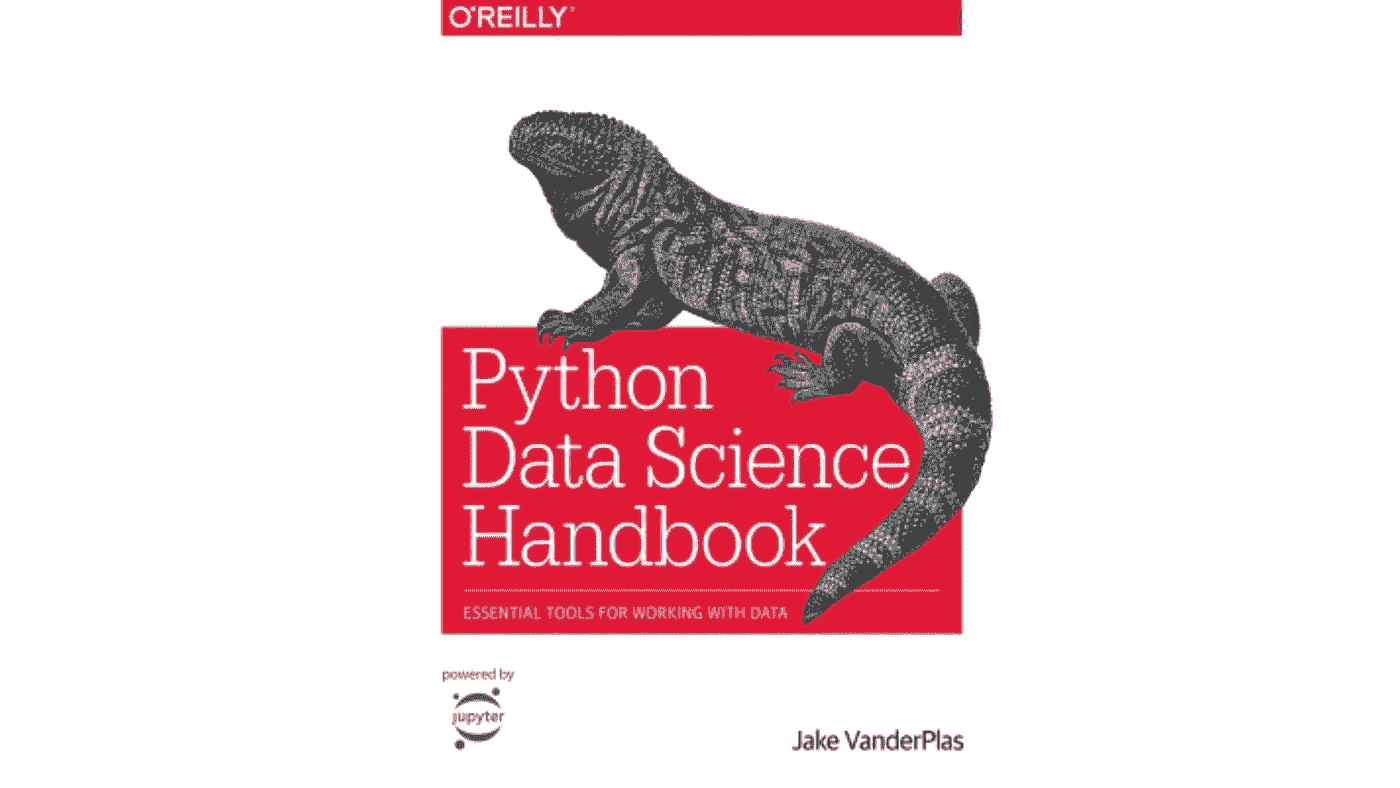 O'REILLY®
Python
Data Science
Handbook
ESSENTIAL TOOLS FOR WORKING WITH DATA
powered by
jupyter
Jake VanderPlas